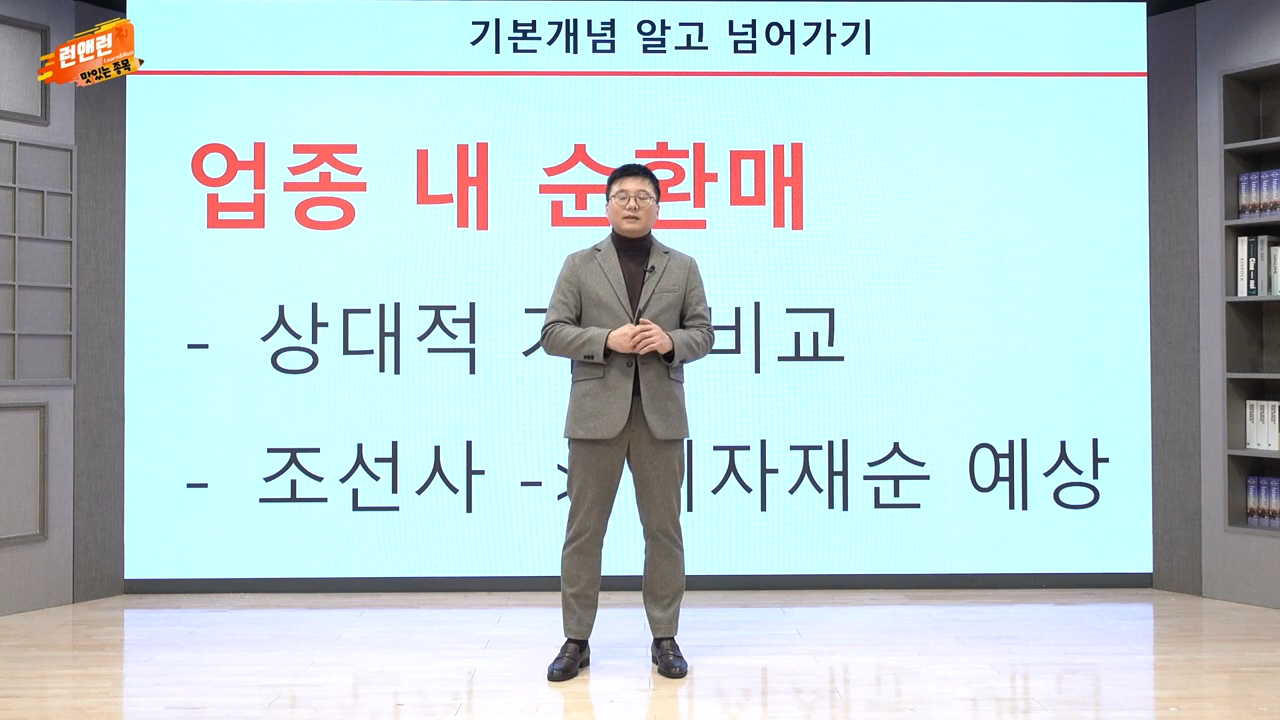 런앤런
맛있는 종목
기본개념 알고 넘어가기
업종 내 순환매
- 상대적 비교
- 조선사 -> 자재순 예상